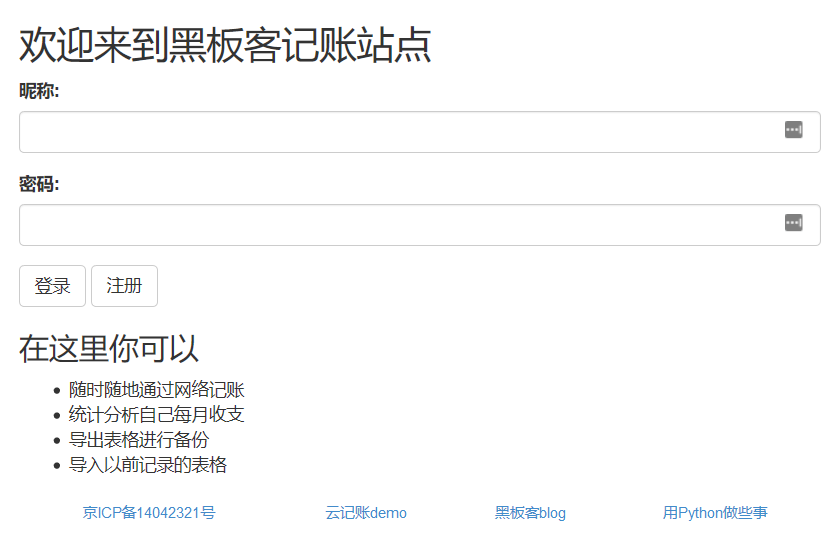 欢迎来到黑板客记账站点
昵称:
密码:
登录 注册
在这里你可以
随时随地通过网络记账
统计分析自己每月收支
导出表格进行备份
导入以前记录的表格
京ICP备14042321号 云记账demo 黑板客blog 用Python做些事